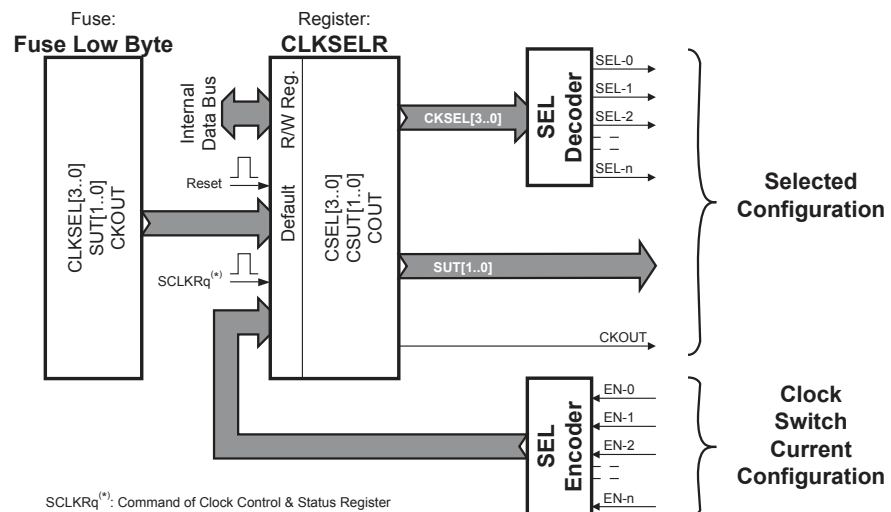 Fuse:
Fuse Low Byte
Register:
CLKSELR
CLKSEL[3..0]
SUT[1..0]
CKOUT
Internal
Data Bus
Reset
SCLKRq(*)
R/W Reg.
Default
CSEL[3..0]
CSUT[1..0]
COUT
CKSEL[3..0]
SUT[1..0]
CKOUT
SEL
Decoder
SEL-0
SEL-1
SEL-2
SEL-n
Selected
Configuration
SEL
Encoder
EN-0
EN-1
EN-2
EN-n
Clock
Switch
Current
Configuration
SCLKRq(*): Command of Clock Control & Status Register